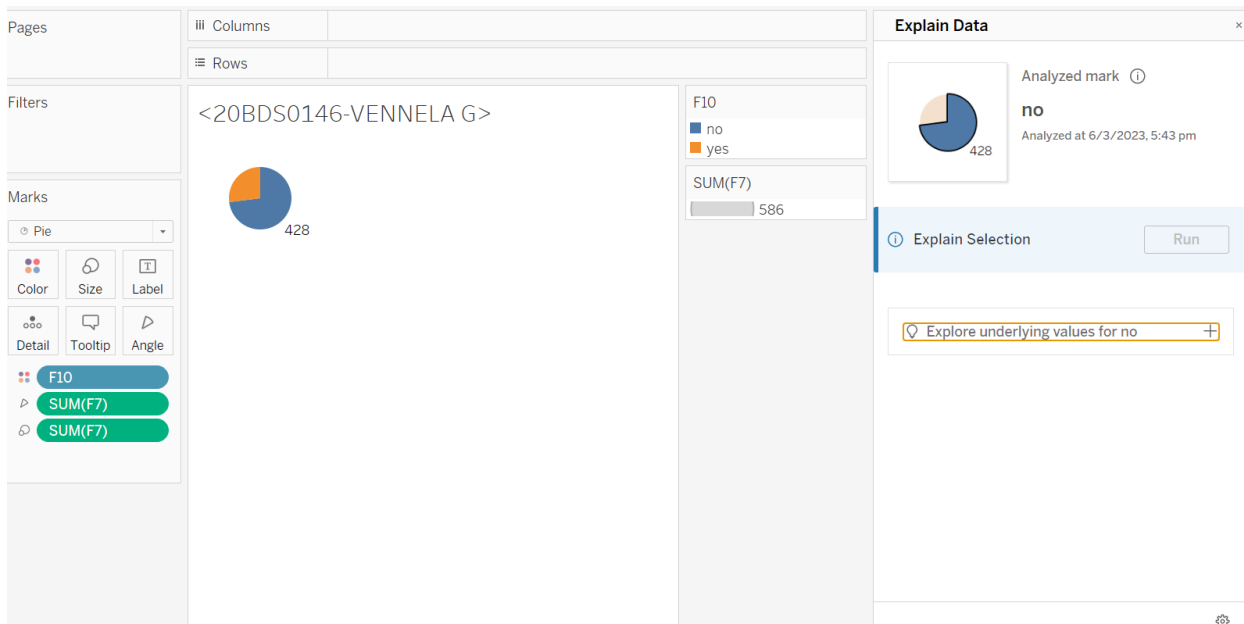 Pages
Columns
Rows
Filters
Marks
Pie
Color Size Label
Detail Tooltip Angle
F10
SUM(F7)
SUM(F7)
<20BDS0146-VENNELA G>
428
F10
no
yes
SUM(F7)
586
Explain Data
×
Analyzed mark
no
Analyzed at 6/3/2023, 5:43 pm
428
Explain Selection Run
Explore underlying values for no